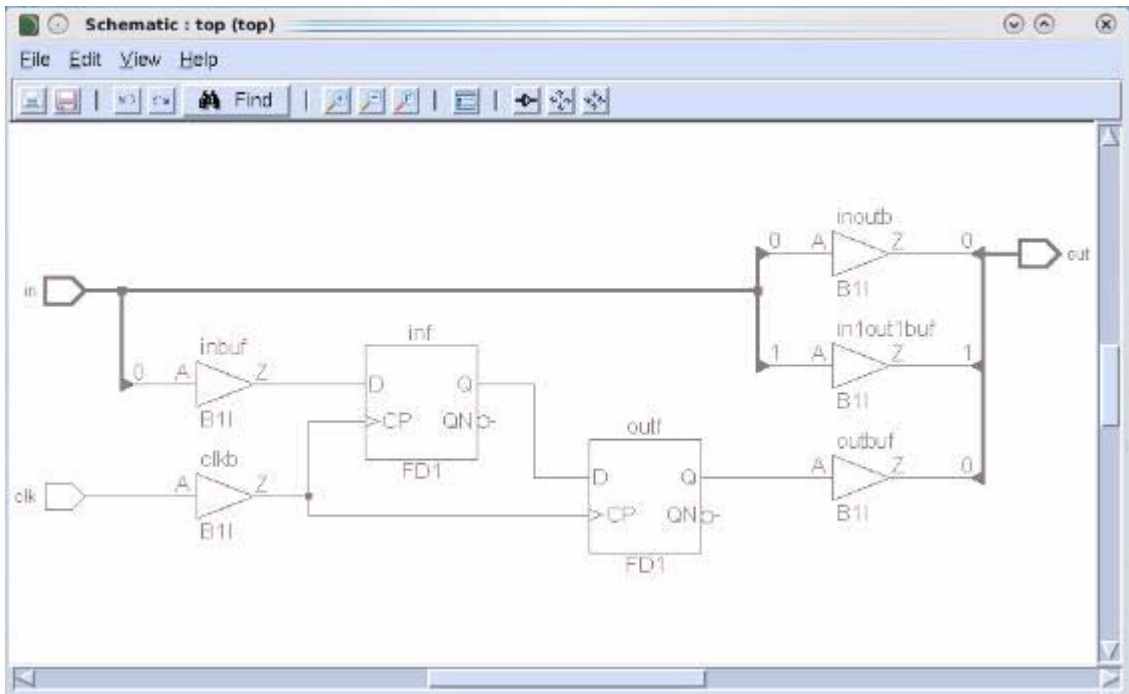 Schematic : top (top)
File Edit View Help
Find
inoutb
0 A Z 0
out
B1I
in
in1out1buf
1 A Z 1
B1I
inf
inbuf
0 A Z
D Q
B1I
CP QN
FD1
outf
outbuf
clkb
clk
A Z
B1I
D Q
A Z 0
B1I
CP QN
FD1